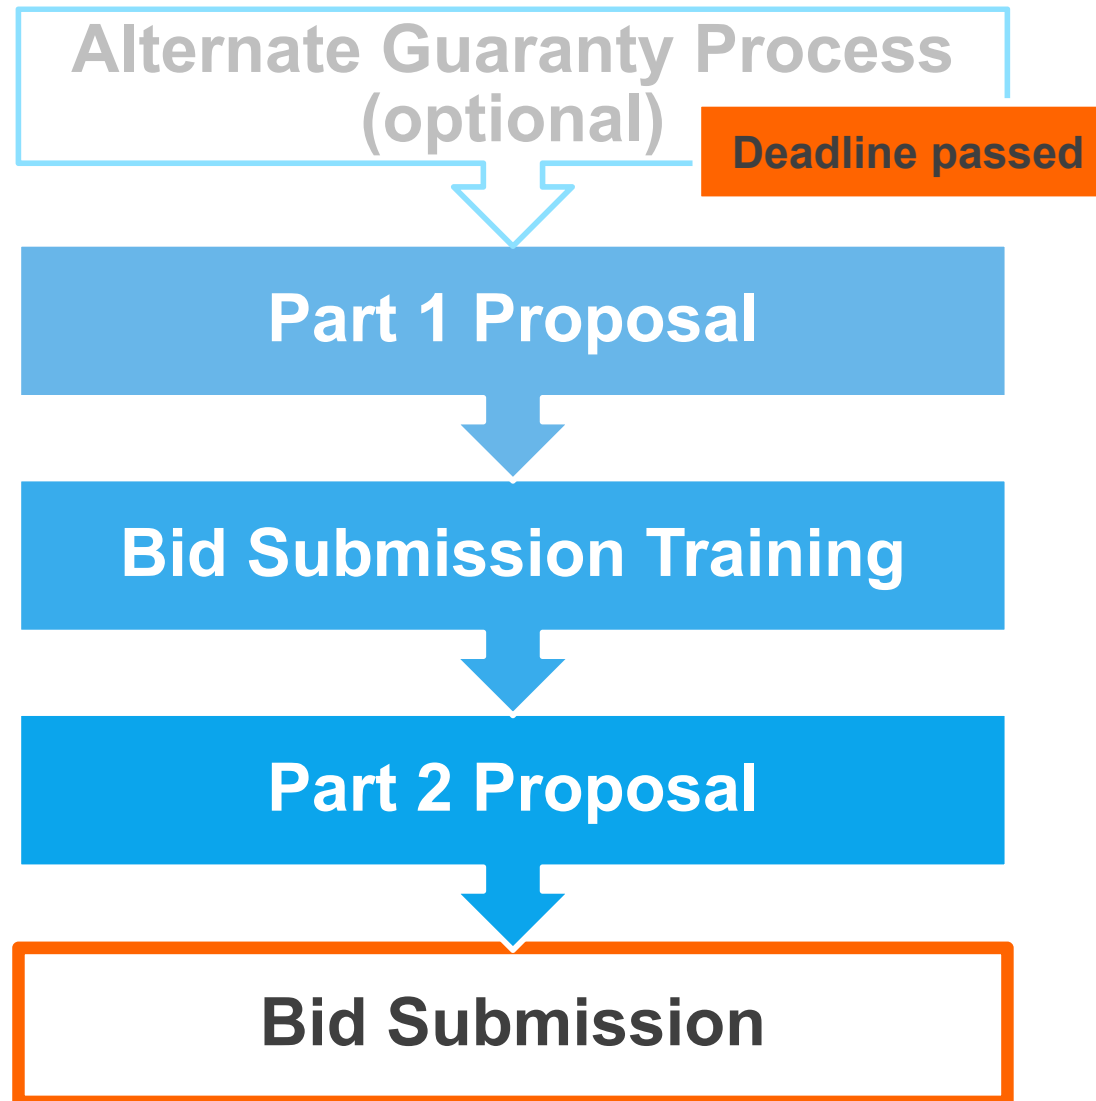 Alternate Guaranty Process
(optional)
Deadline passed
Part 1 Proposal
Bid Submission Training
Part 2 Proposal
Bid Submission